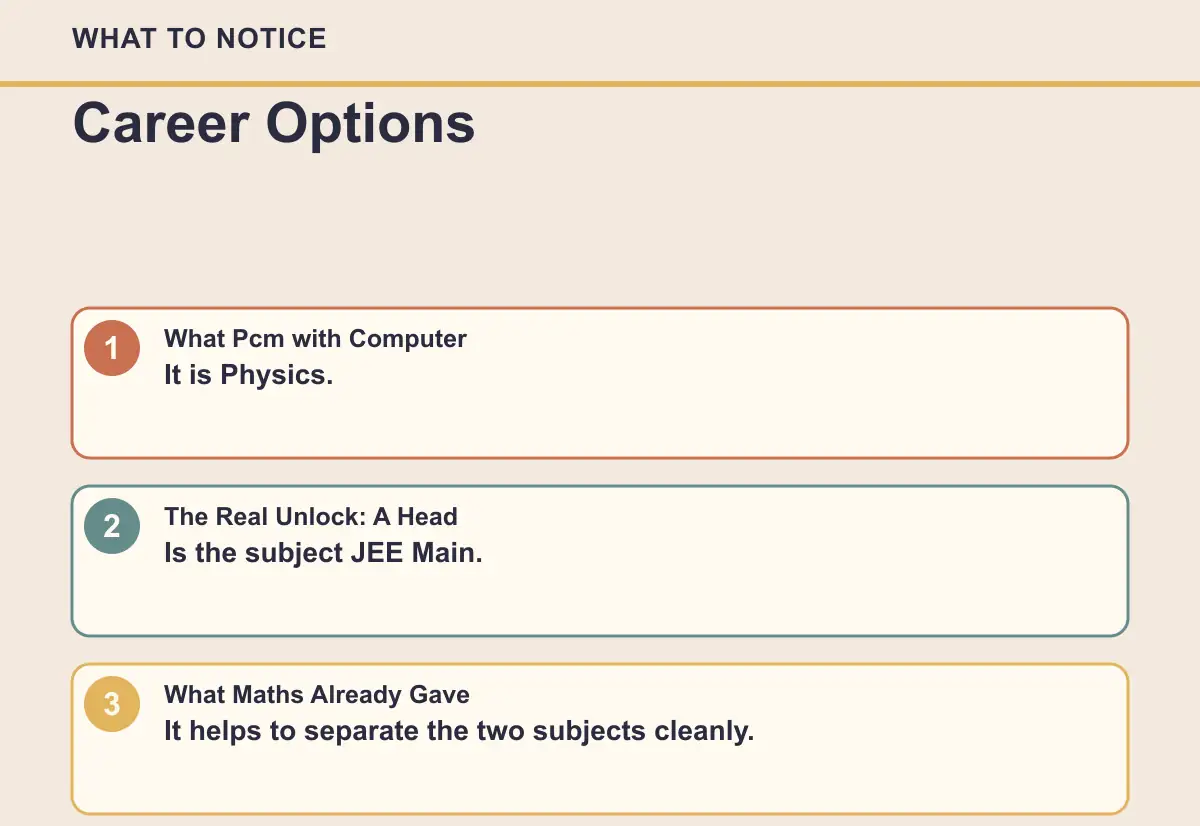 WHAT TO NOTICE
Career Options
1
What Pcm with Computer
It is Physics.
2
The Real Unlock: A Head
Is the subject JEE Main.
3
What Maths Already Gave
It helps to separate the two subjects cleanly.